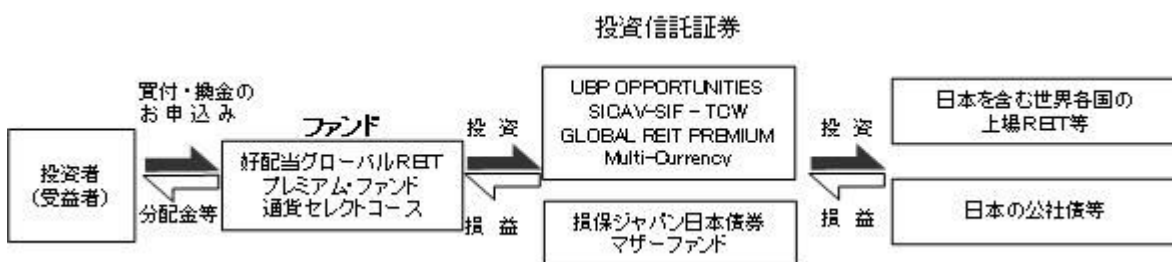 投資信託証券
買付・換金の
お申込み
ファンド
投資
UBP OPPORTUNITIES
SICAV-SIF - TCW
GLOBAL REIT PREMIUM
Multi-Currency
投資
日本を含む世界各国の
上場REIT等
投資者
(受益者)
好配当グローバルREIT
プレミアム・ファンド
通貨セレクトコース
分配金等
損益
損保ジャパン日本債券
マザーファンド
損益
日本の公社債等